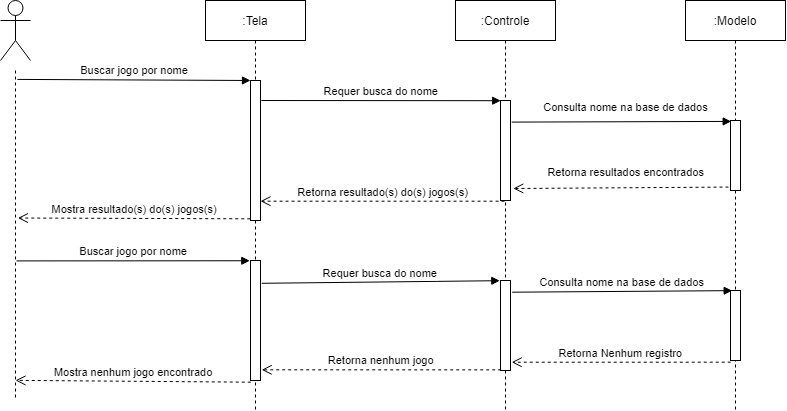 :Tela
:Controle
:Modelo
Buscar jogo por nome
Requer busca do nome
Consulta nome na base de dados
Retorna resultados encontrados
Retorna resultado(s) do(s) jogos(s)
Mostra resultado(s) do(s) jogos(s)
Buscar jogo por nome
Requer busca do nome
Consulta nome na base de dados
Retorna Nenhum registro
Retorna nenhum jogo
Mostra nenhum jogo encontrado